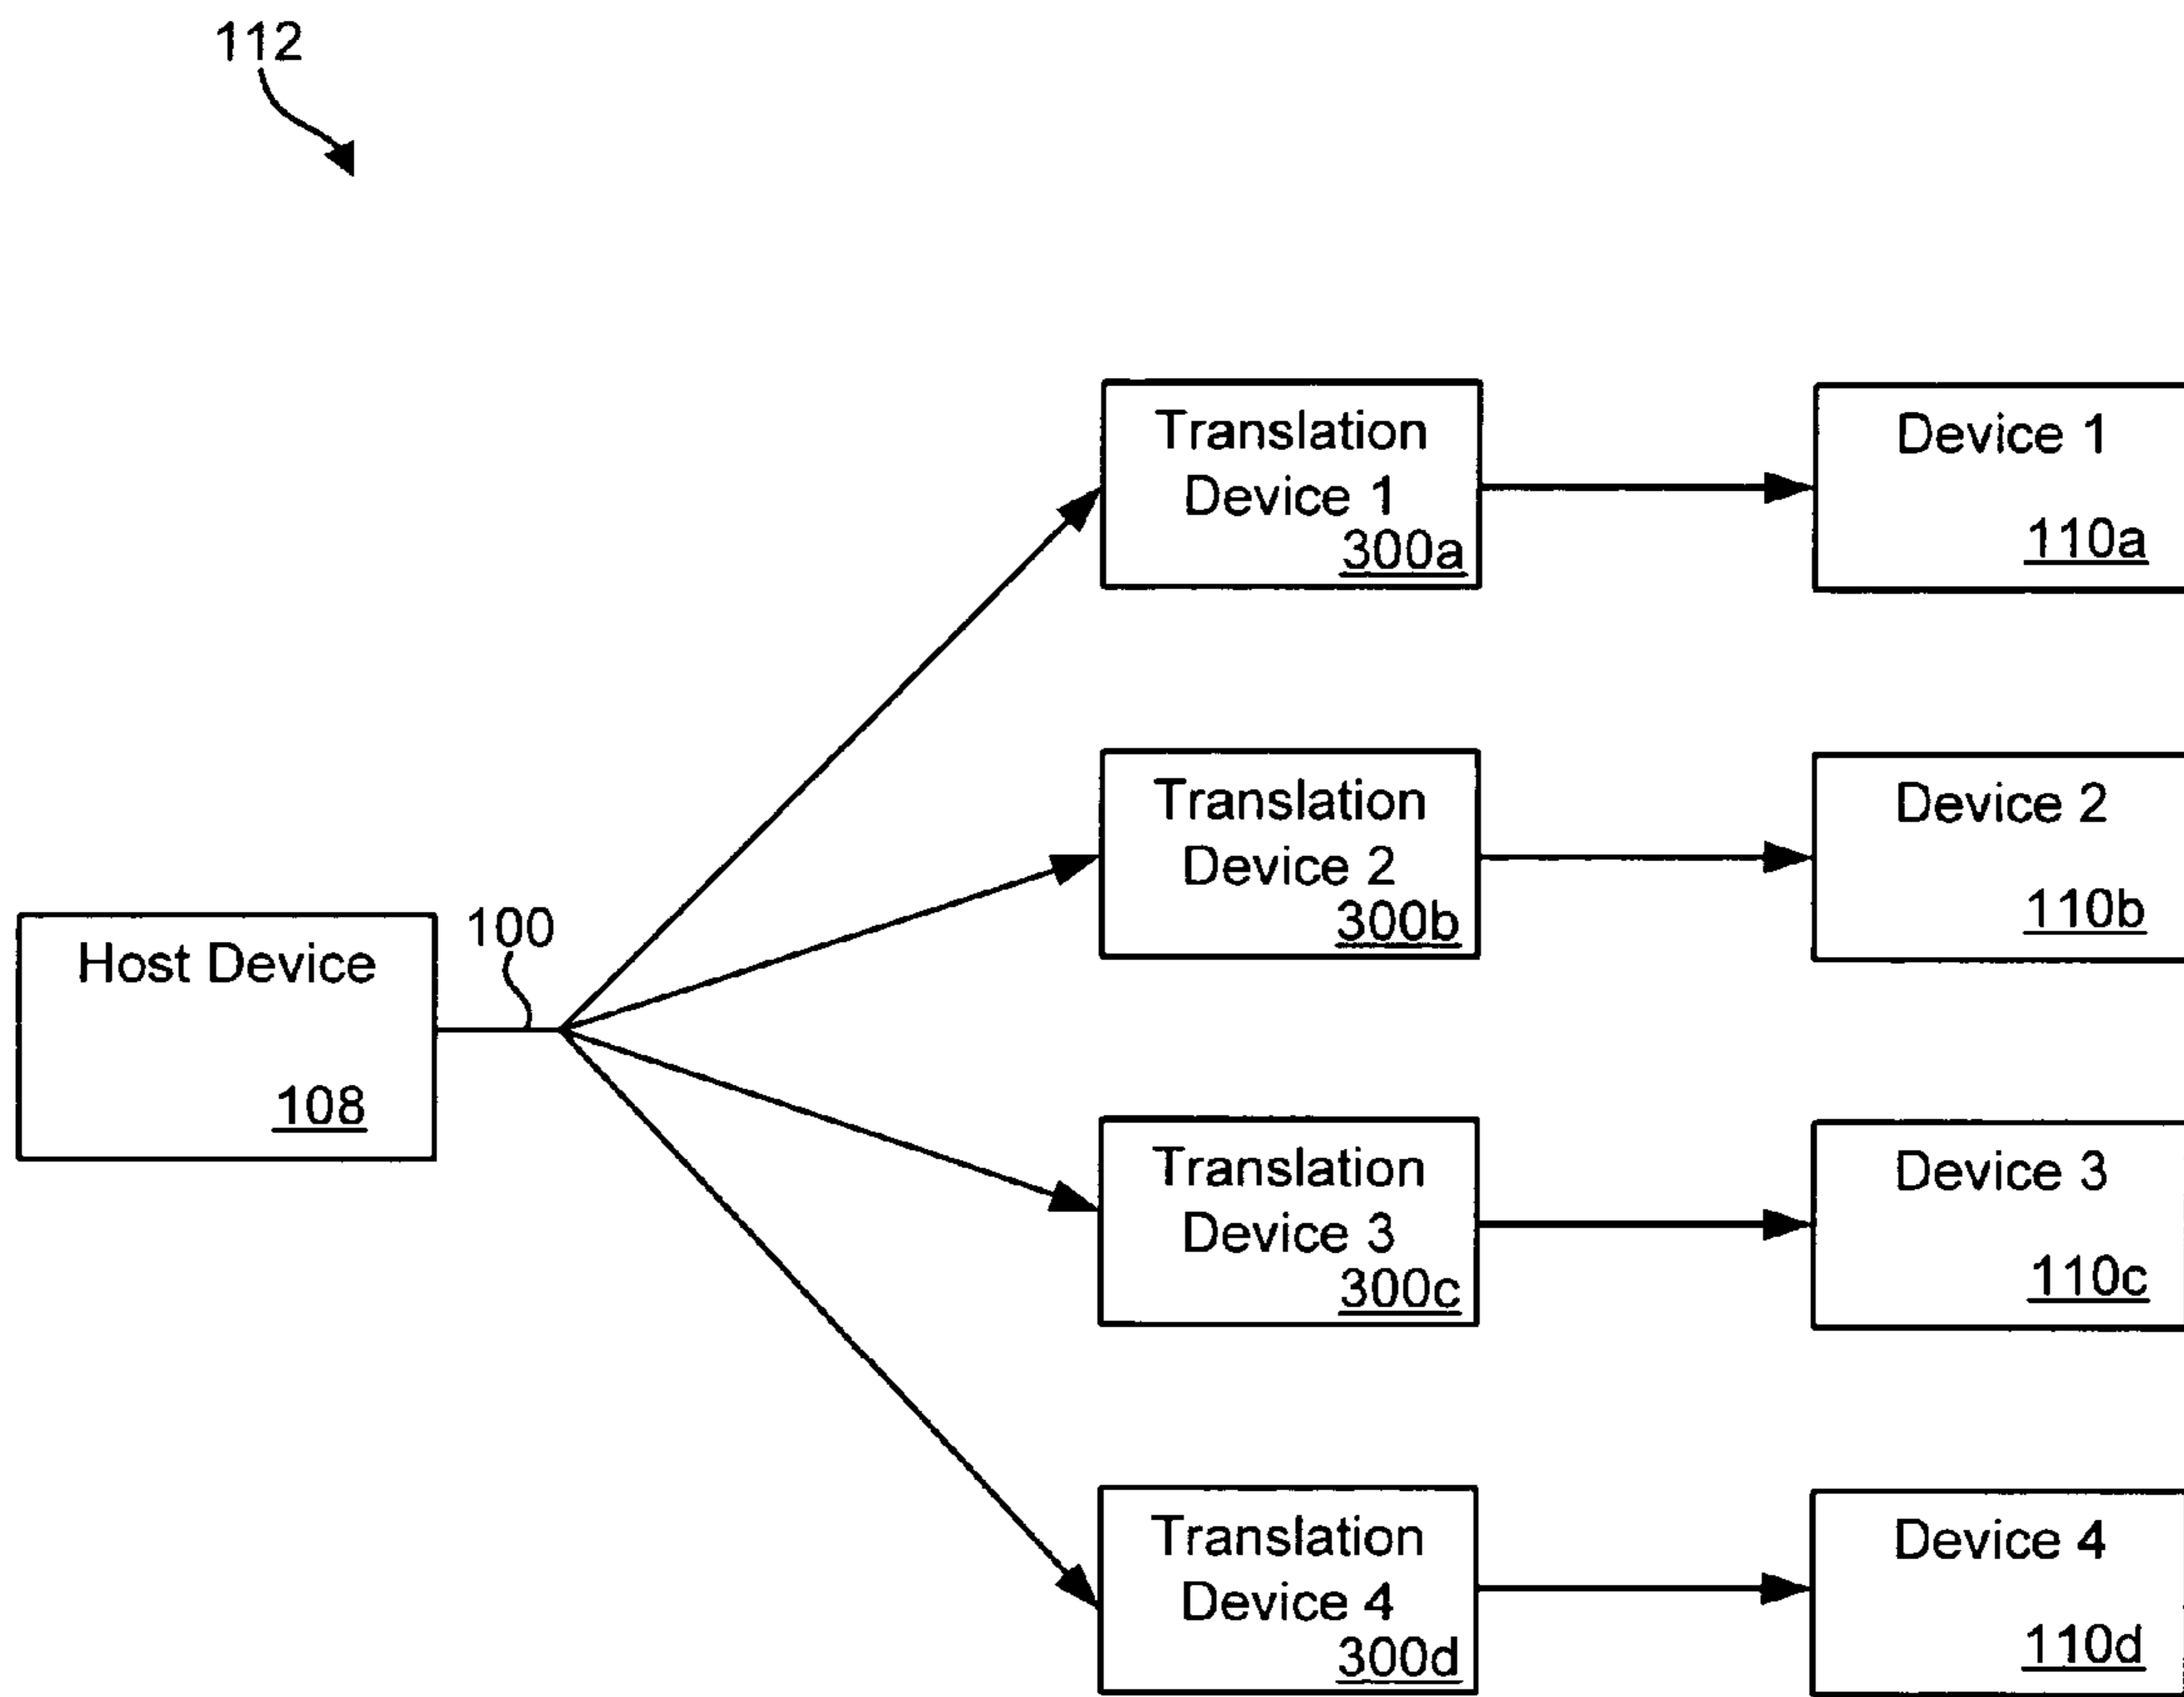 112
Translation
Device 1
300a
Device 1
110a
Translation
Device 2
300b
Device 2
110b
Host Device
108
100
Translation
Device 3
300c
Device 3
110c
Translation
Device 4
300d
Device 4
110d